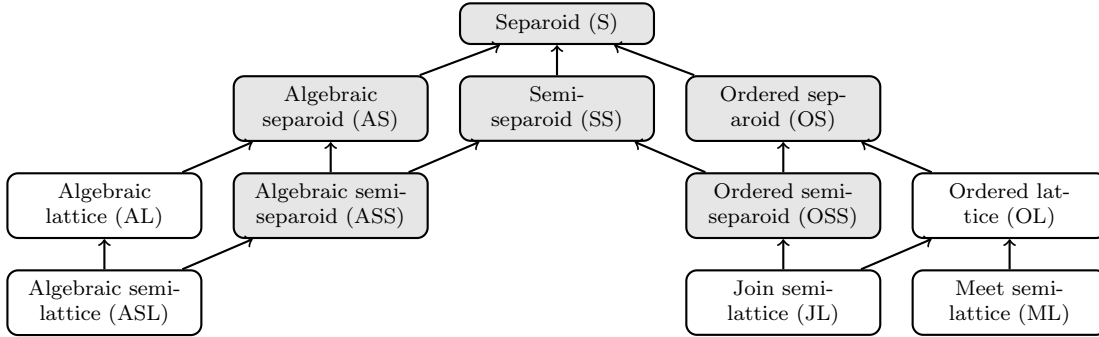 Separoid (S)
Algebraic
separoid (AS)
Semi-
separoid (SS)
Ordered sep-
aroid (OS)
Algebraic
lattice (AL)
Algebraic semi-
separoid (ASS)
Ordered semi-
separoid (OSS)
Ordered lat-
tice (OL)
Algebraic semi-
lattice (ASL)
Join semi-
lattice (JL)
Meet semi-
lattice (ML)